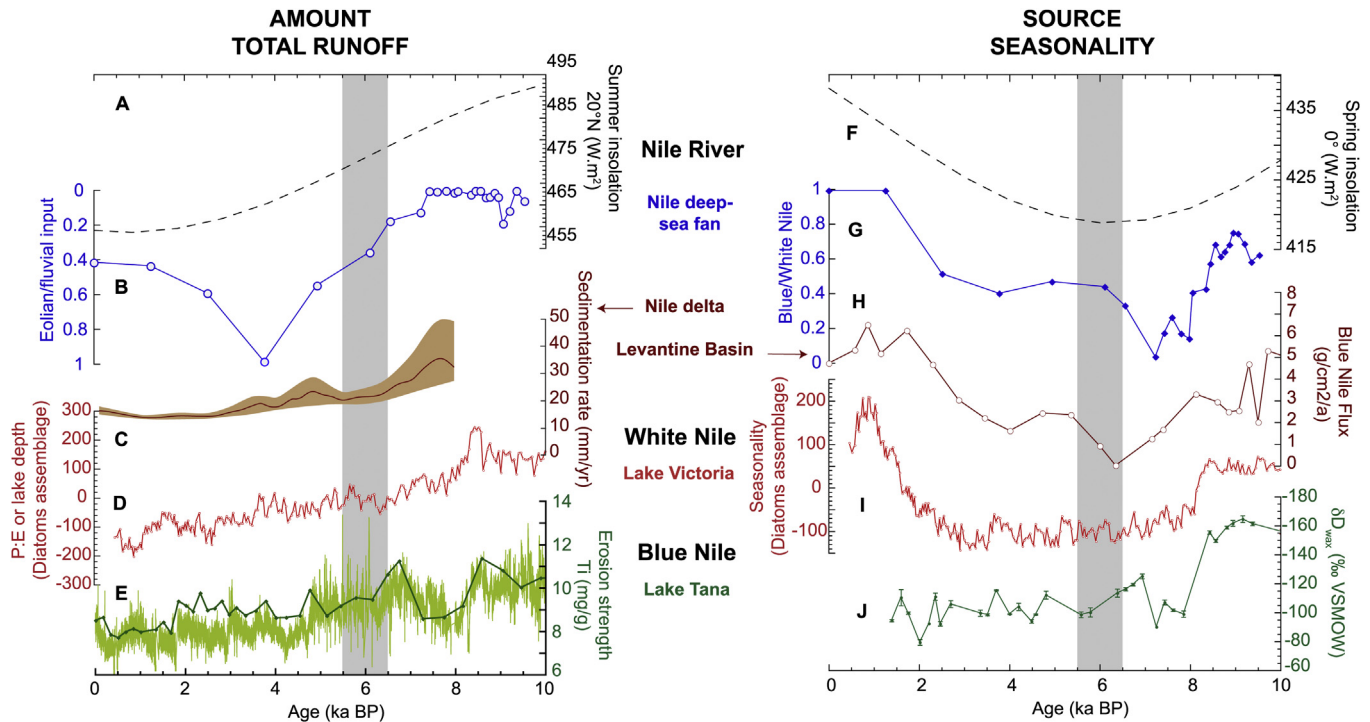 AMOUNT
TOTAL RUNOFF
SOURCE
SEASONALITY
A
495
485
475
465
455
Summer insolation
20°N (W.m²)
0
0.2
0.4
0.6
0.8
1
Eolian/fluvial input
B
50
40
30
20
10
0
Sedimentation rate (mm/yr)
C
300
200
100
0
-100
-200
-300
P:E or lake depth
(Diatoms assemblage)
D
14
12
10
8
6
Erosion strength
Ti (mg/g)
E
0
2
4
6
8
10
Age (ka BP)
Nile River
Nile deep-
sea fan
Nile delta
Levantine Basin
White Nile
Lake Victoria
Blue Nile
Lake Tana
F
435
425
415
Spring insolation
0° (W.m²)
1
0.8
0.6
0.4
0.2
0
Blue/White Nile
G
H
8
7
6
5
4
3
2
1
0
Blue Nile Flux
(g/cm2/a)
200
100
0
-100
Seasonality
(Diatoms assemblage)
I
-180
-160
-140
-120
-100
-80
-60
δDwax (‰ VSMOW)
J
0
2
4
6
8
10
Age (ka BP)